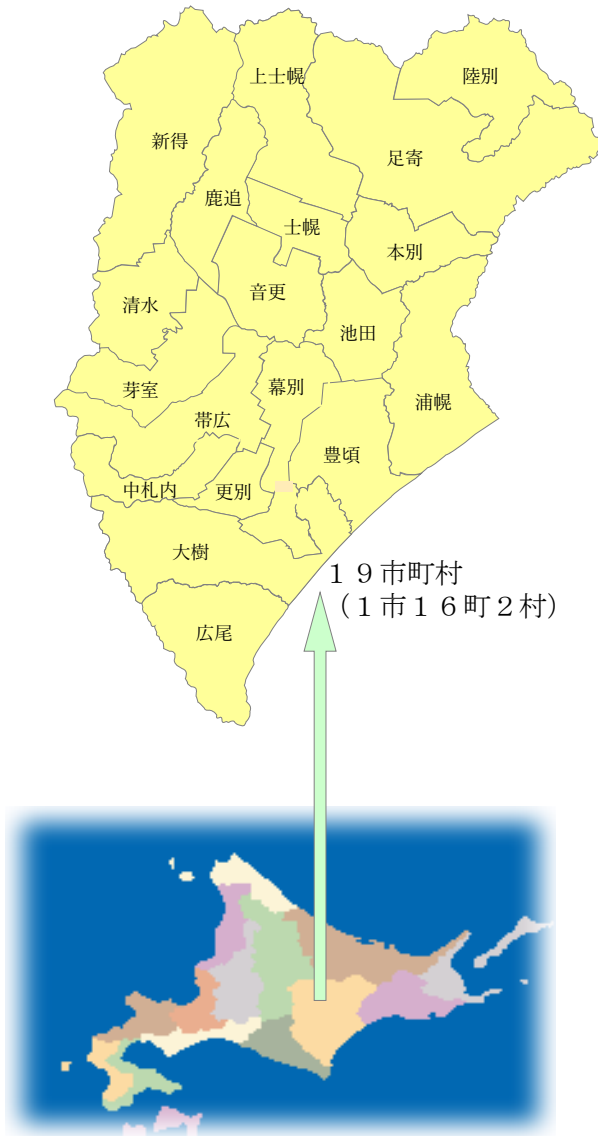 上士幌
陸別
新得
足寄
鹿追
士幌
本別
音更
清水
池田
芽室
幕別
浦幌
帯広
豊頃
中札内
更別
大樹
１９市町村
（１市１６町２村）
広尾